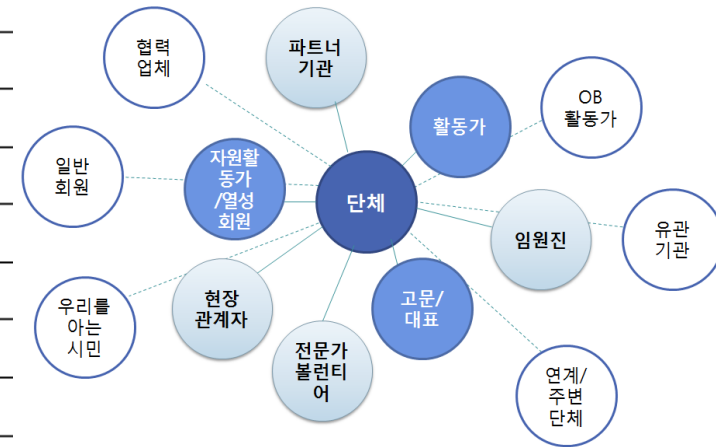 협력
업체
파트너
기관
활동가
OB
활동가
일반
회원
자원활
동가
/열성
회원
단체
임원진
유관
기관
우리를
아는
시민
현장
관계자
고문/
대표
전문가
볼런티
어
연계/
주변
단체